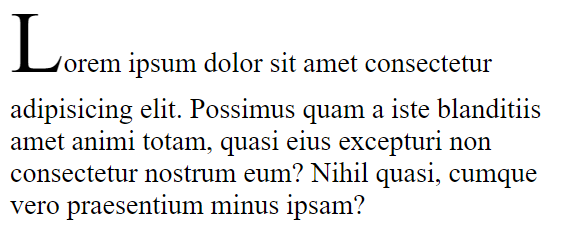 Lorem ipsum dolor sit amet consectetur
adipisicing elit. Possimus quam a iste blanditiis
amet animi totam, quasi eius excepturi non
consectetur nostrum eum? Nihil quasi, cumque
vero praesentium minus ipsam?